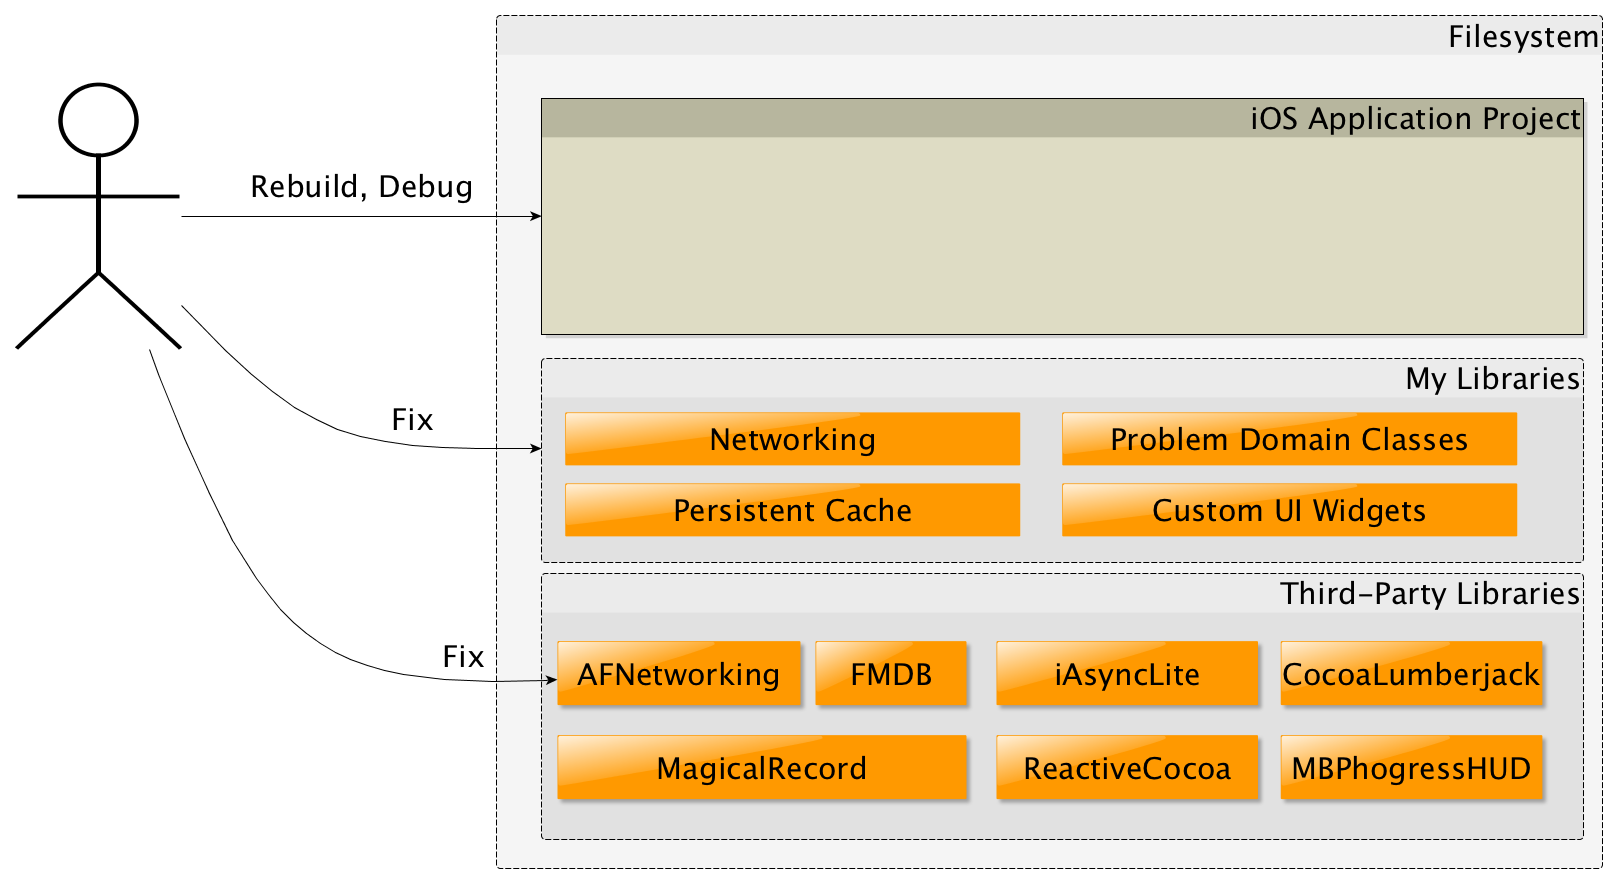 Filesystem
iOS Application Project
Rebuild, Debug
My Libraries
Fix
Networking
Problem Domain Classes
Persistent Cache
Custom UI Widgets
Third-Party Libraries
Fix
AFNetworking
FMDB
iAsyncLite
CocoaLumberjack
MagicalRecord
ReactiveCocoa
MBPhogressHUD